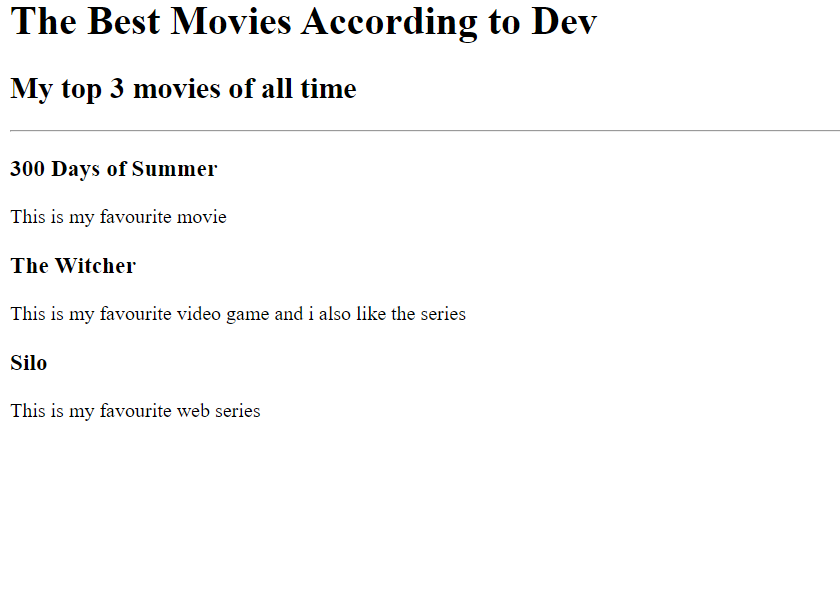 The Best Movies According to Dev
My top 3 movies of all time
300 Days of Summer
This is my favourite movie
The Witcher
This is my favourite video game and i also like the series
Silo
This is my favourite web series